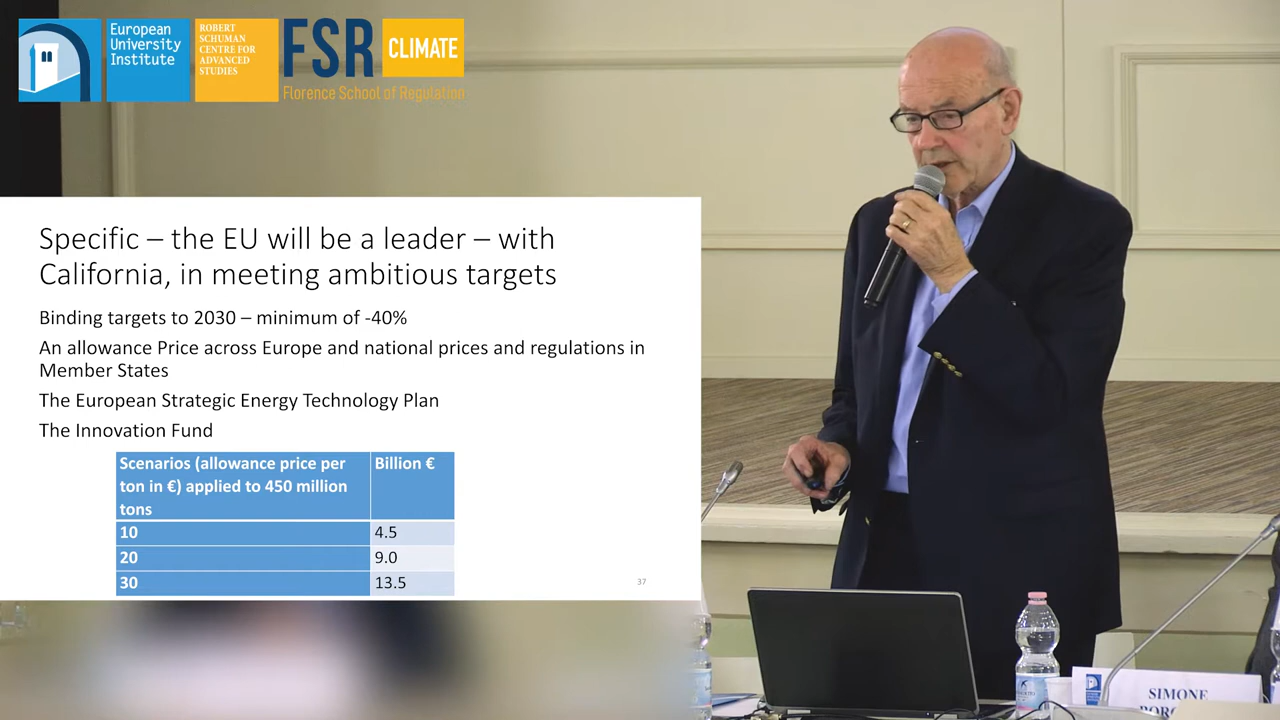 European
University
Institute
ROBERT
SCHUMAN
CENTRE FOR
ADVANCED
STUDIES
FSR CLIMATE
Florence School of Regulation
Specific – the EU will be a leader – with
California, in meeting ambitious targets
Binding targets to 2030 – minimum of -40%
An allowance Price across Europe and national prices and regulations in
Member States
The European Strategic Energy Technology Plan
The Innovation Fund
Scenarios (allowance price per Billion €
ton in €) applied to 450 million
tons
10 4.5
20 9.0
30 13.5
37
SIMONE